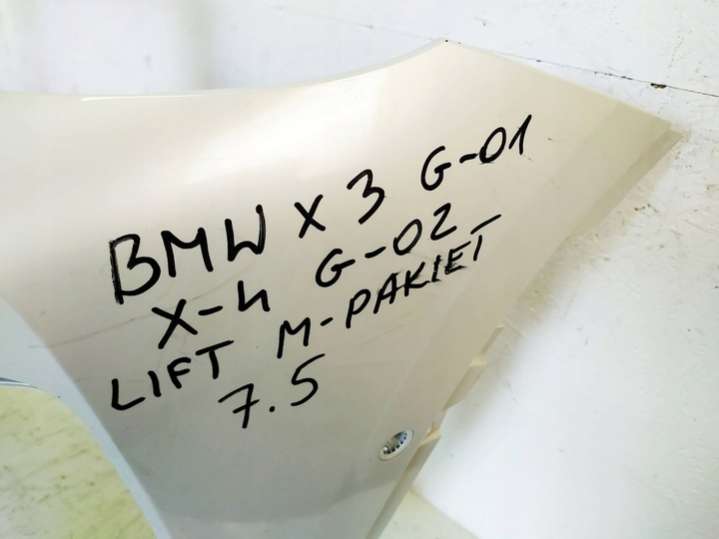 BMW X 3 G-01
X-4 G-02
LIFT M-PAKIET
7.5